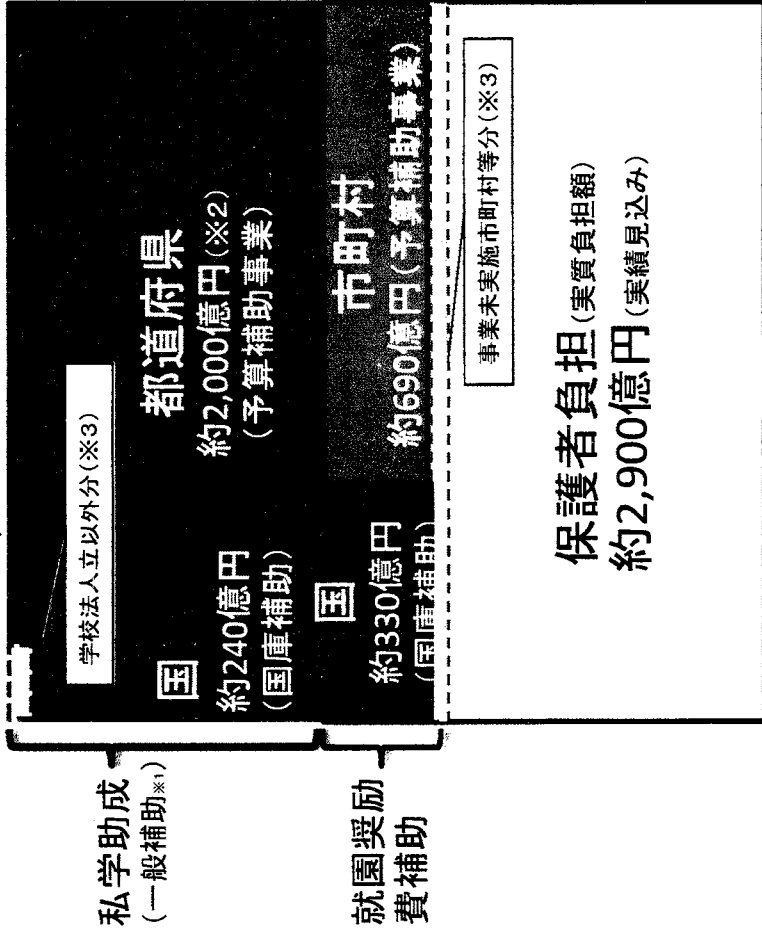 私学助成
(一般補助※1)
学校法人立以外分(※3)
国
約240億円
(国庫補助)
都道府県
約2,000億円(※2)
(予算補助事業)
就園奨励
費補助
国
約330億円
(国庫補助)
市町村
約690億円(予算補助事業)
事業未実施市町村等分(※3)
保護者負担(実質負担額)
約2,900億円(実績見込み)